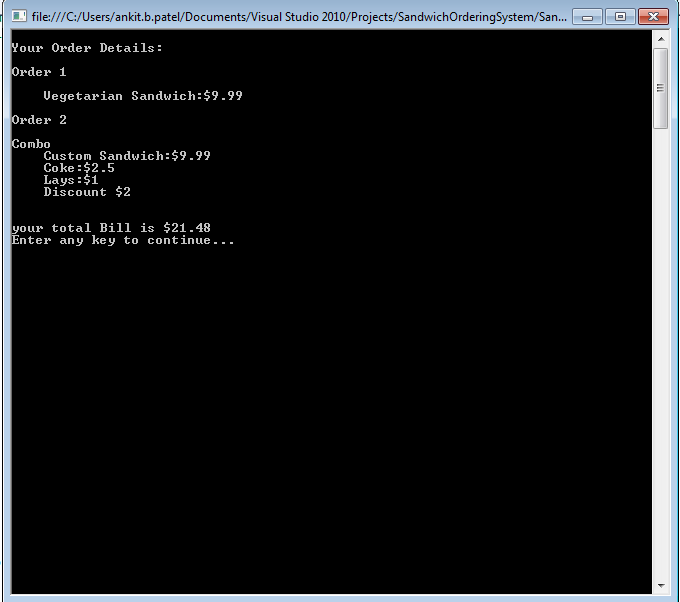 file:///C:/Users/ankit.b.patel/Documents/Visual Studio 2010/Projects/SandwichOrderingSystem/San...
Your Order Details:
Order 1
Vegetarian Sandwich:$9.99
Order 2
Combo
Custom Sandwich:$9.99
Coke:$2.5
Lays:$1
Discount $2
your total Bill is $21.48
Enter any key to continue...